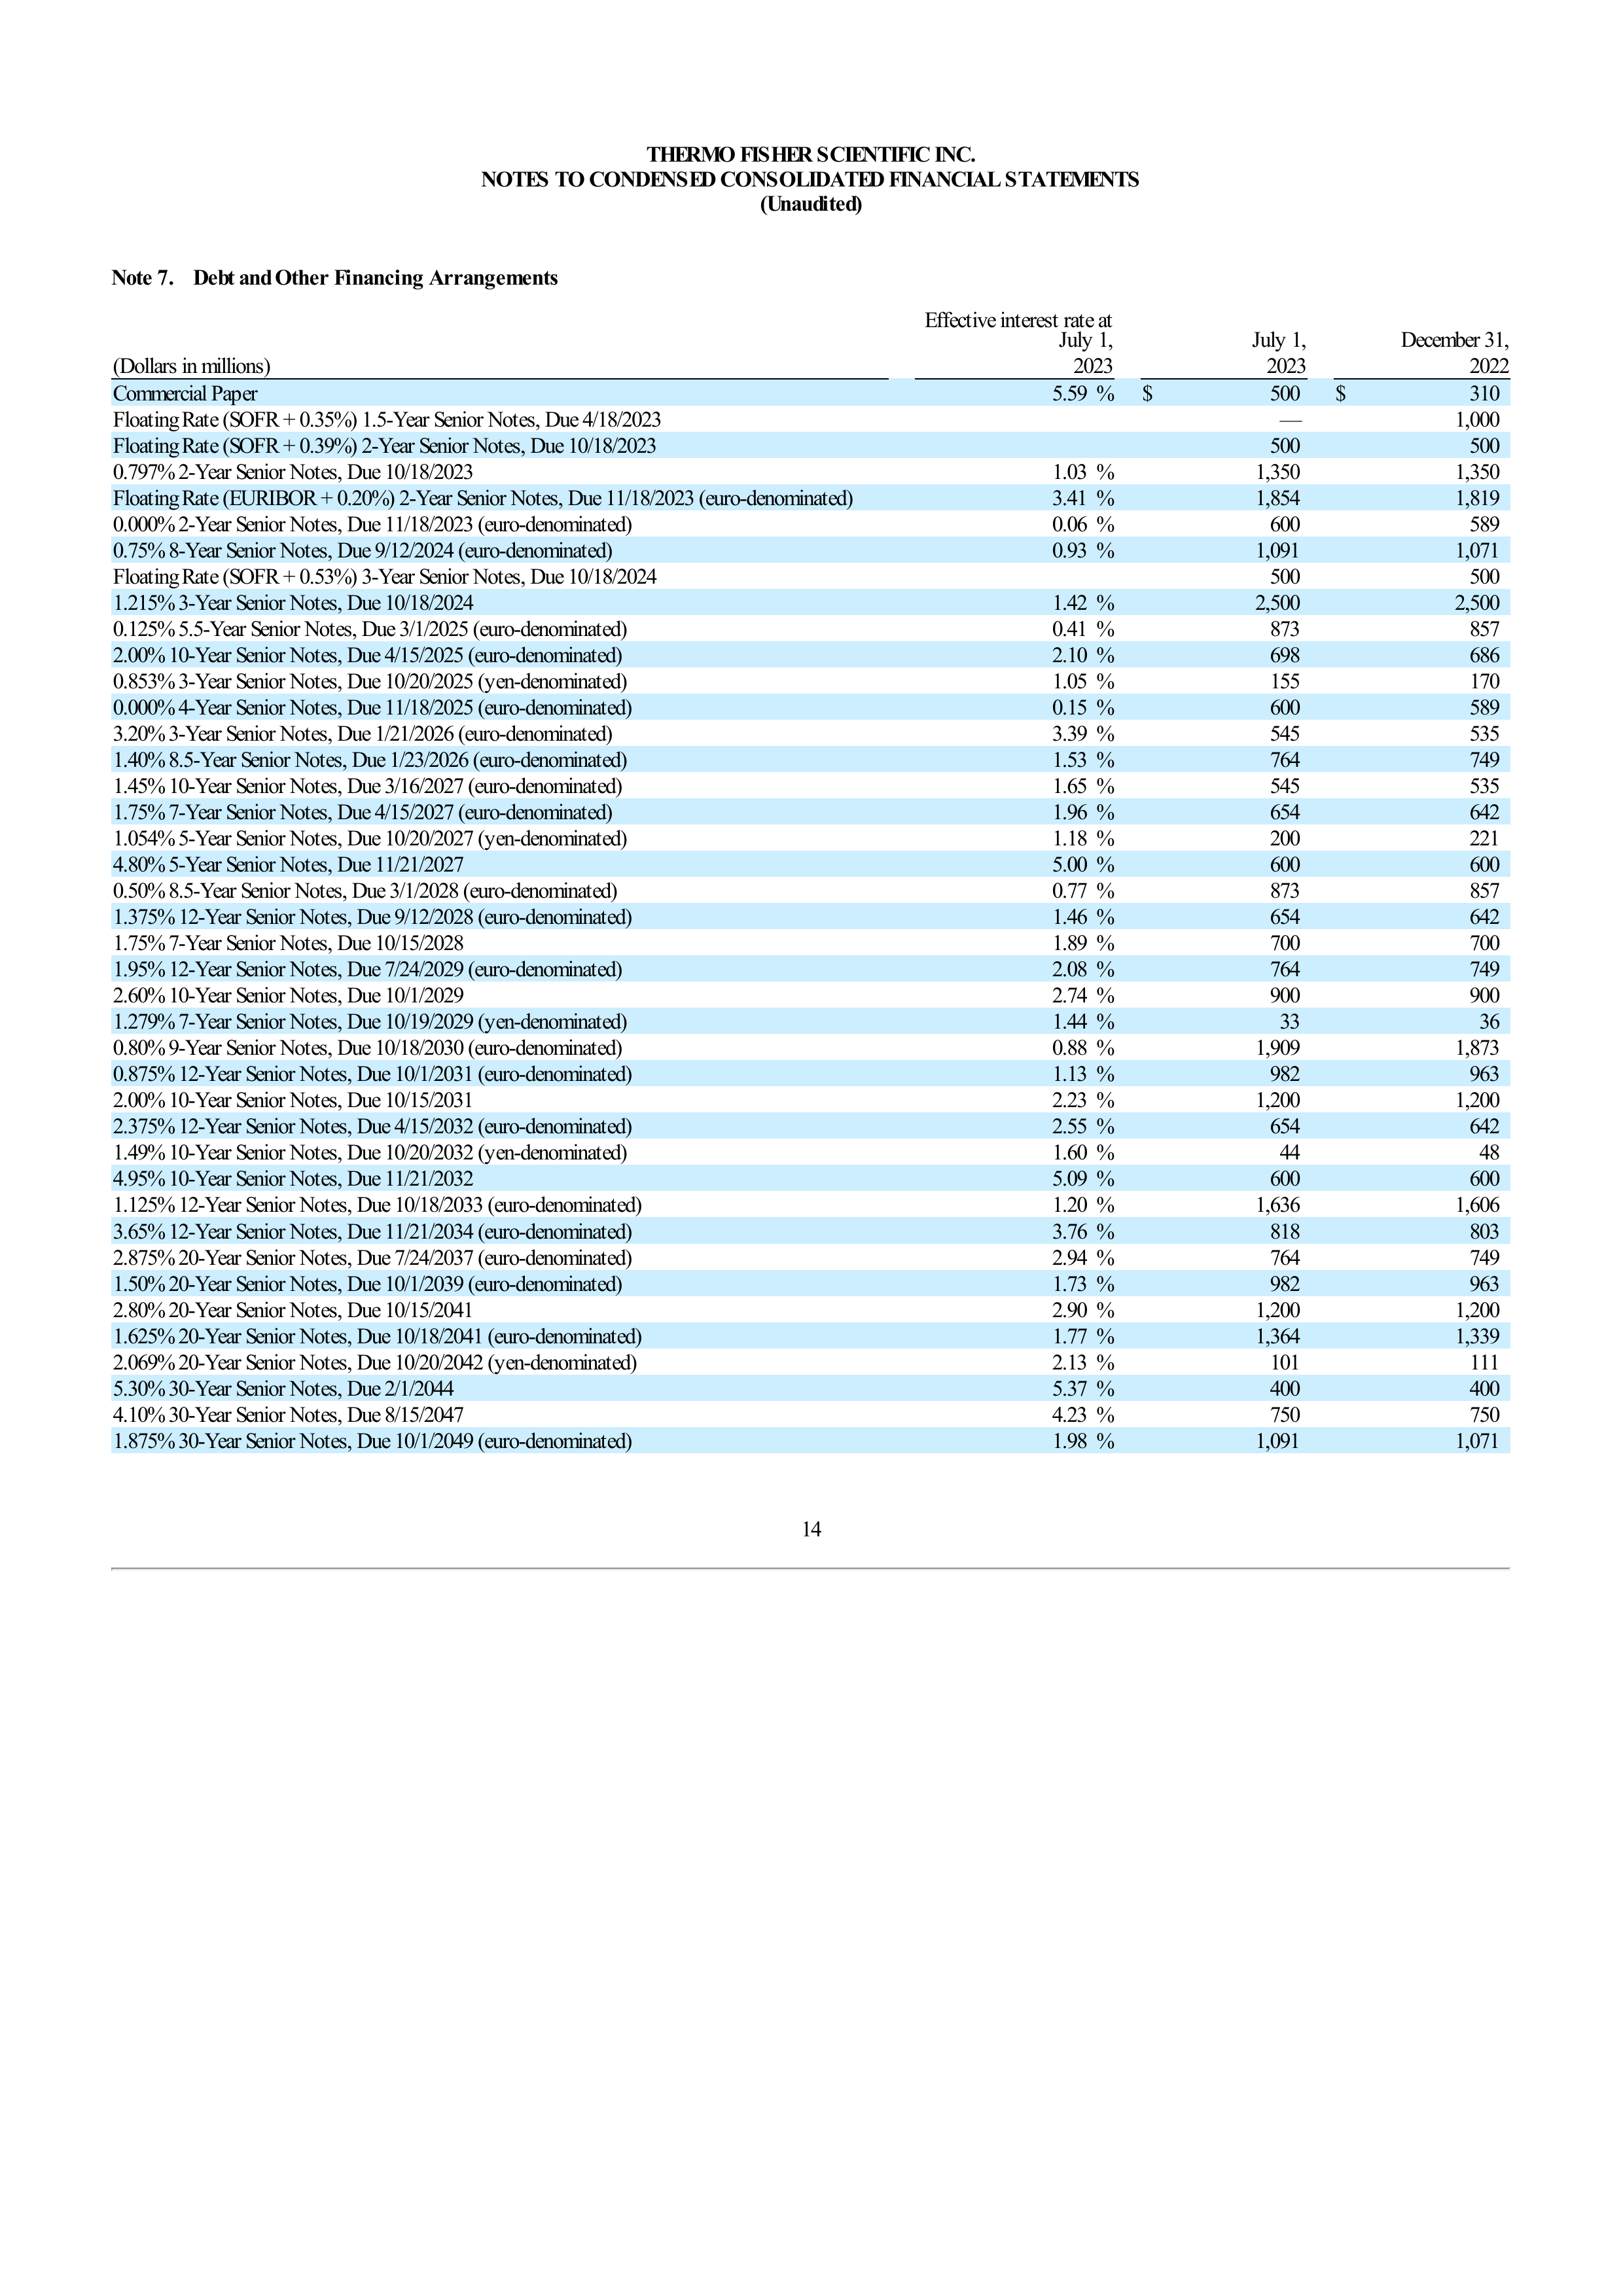 THERMO FISHER SCIENTIFIC INC.
NOTES TO CONDENSED CONSOLIDATED FINANCIAL STATEMENTS
(Unaudited)
Note 7. Debt and Other Financing Arrangements
Effective interest rate at
July 1, July 1, December 31,
(Dollars in millions) 2023 2023 2022
Commercial Paper 5.59 % $ 500 $ 310
Floating Rate (SOFR + 0.35%) 1.5-Year Senior Notes, Due 4/18/2023 — 1,000
Floating Rate (SOFR + 0.39%) 2-Year Senior Notes, Due 10/18/2023 500 500
0.797% 2-Year Senior Notes, Due 10/18/2023 1.03 % 1,350 1,350
Floating Rate (EURIBOR + 0.20%) 2-Year Senior Notes, Due 11/18/2023 (euro-denominated) 3.41 % 1,854 1,819
0.000% 2-Year Senior Notes, Due 11/18/2023 (euro-denominated) 0.06 % 600 589
0.75% 8-Year Senior Notes, Due 9/12/2024 (euro-denominated) 0.93 % 1,091 1,071
Floating Rate (SOFR + 0.53%) 3-Year Senior Notes, Due 10/18/2024 500 500
1.215% 3-Year Senior Notes, Due 10/18/2024 1.42 % 2,500 2,500
0.125% 5.5-Year Senior Notes, Due 3/1/2025 (euro-denominated) 0.41 % 873 857
2.00% 10-Year Senior Notes, Due 4/15/2025 (euro-denominated) 2.10 % 698 686
0.853% 3-Year Senior Notes, Due 10/20/2025 (yen-denominated) 1.05 % 155 170
0.000% 4-Year Senior Notes, Due 11/18/2025 (euro-denominated) 0.15 % 600 589
3.20% 3-Year Senior Notes, Due 1/21/2026 (euro-denominated) 3.39 % 545 535
1.40% 8.5-Year Senior Notes, Due 1/23/2026 (euro-denominated) 1.53 % 764 749
1.45% 10-Year Senior Notes, Due 3/16/2027 (euro-denominated) 1.65 % 545 535
1.75% 7-Year Senior Notes, Due 4/15/2027 (euro-denominated) 1.96 % 654 642
1.054% 5-Year Senior Notes, Due 10/20/2027 (yen-denominated) 1.18 % 200 221
4.80% 5-Year Senior Notes, Due 11/21/2027 5.00 % 600 600
0.50% 8.5-Year Senior Notes, Due 3/1/2028 (euro-denominated) 0.77 % 873 857
1.375% 12-Year Senior Notes, Due 9/12/2028 (euro-denominated) 1.46 % 654 642
1.75% 7-Year Senior Notes, Due 10/15/2028 1.89 % 700 700
1.95% 12-Year Senior Notes, Due 7/24/2029 (euro-denominated) 2.08 % 764 749
2.60% 10-Year Senior Notes, Due 10/1/2029 2.74 % 900 900
1.279% 7-Year Senior Notes, Due 10/19/2029 (yen-denominated) 1.44 % 33 36
0.80% 9-Year Senior Notes, Due 10/18/2030 (euro-denominated) 0.88 % 1,909 1,873
0.875% 12-Year Senior Notes, Due 10/1/2031 (euro-denominated) 1.13 % 982 963
2.00% 10-Year Senior Notes, Due 10/15/2031 2.23 % 1,200 1,200
2.375% 12-Year Senior Notes, Due 4/15/2032 (euro-denominated) 2.55 % 654 642
1.49% 10-Year Senior Notes, Due 10/20/2032 (yen-denominated) 1.60 % 44 48
4.95% 10-Year Senior Notes, Due 11/21/2032 5.09 % 600 600
1.125% 12-Year Senior Notes, Due 10/18/2033 (euro-denominated) 1.20 % 1,636 1,606
3.65% 12-Year Senior Notes, Due 11/21/2034 (euro-denominated) 3.76 % 818 803
2.875% 20-Year Senior Notes, Due 7/24/2037 (euro-denominated) 2.94 % 764 749
1.50% 20-Year Senior Notes, Due 10/1/2039 (euro-denominated) 1.73 % 982 963
2.80% 20-Year Senior Notes, Due 10/15/2041 2.90 % 1,200 1,200
1.625% 20-Year Senior Notes, Due 10/18/2041 (euro-denominated) 1.77 % 1,364 1,339
2.069% 20-Year Senior Notes, Due 10/20/2042 (yen-denominated) 2.13 % 101 111
5.30% 30-Year Senior Notes, Due 2/1/2044 5.37 % 400 400
4.10% 30-Year Senior Notes, Due 8/15/2047 4.23 % 750 750
1.875% 30-Year Senior Notes, Due 10/1/2049 (euro-denominated) 1.98 % 1,091 1,071
14